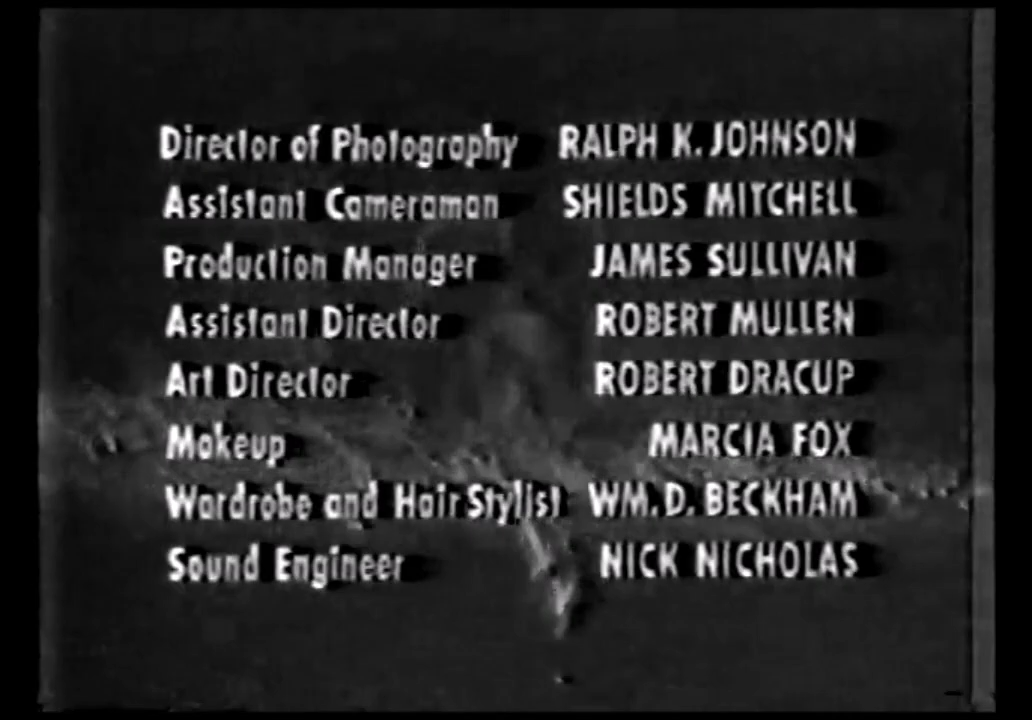 Director of Photography RALPH K. JOHNSON
Assistant Cameraman SHIELDS MITCHELL
Production Manager JAMES SULLIVAN
Assistant Director ROBERT MULLEN
Art Director ROBERT DRACUP
Makeup MARCIA FOX
Wardrobe and Hair Stylist WM. D. BECKHAM
Sound Engineer NICK NICHOLAS